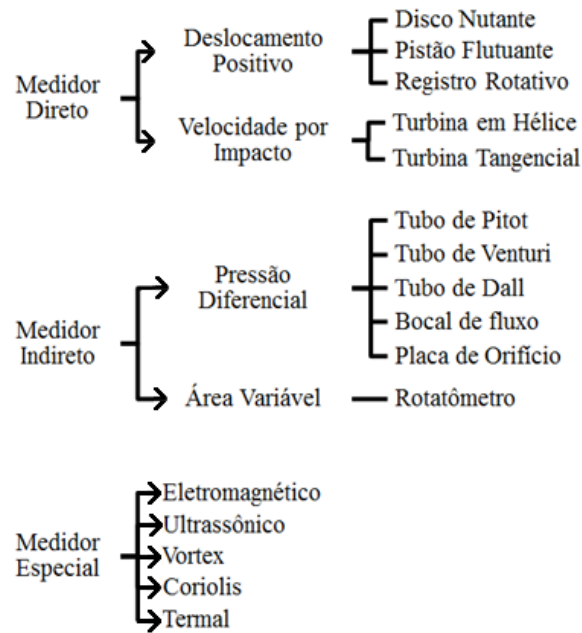 Medidor
Direto
Deslocamento
Positivo
Disco Nutante
Pistão Flutuante
Registro Rotativo
Velocidade por
Impacto
Turbina em Hélice
Turbina Tangencial
Medidor
Indireto
Pressão
Diferencial
Tubo de Pitot
Tubo de Venturi
Tubo de Dall
Bocal de fluxo
Placa de Orifício
Área Variável
Rotatômetro
Medidor
Especial
Eletromagnético
Ultrassônico
Vortex
Coriolis
Termal